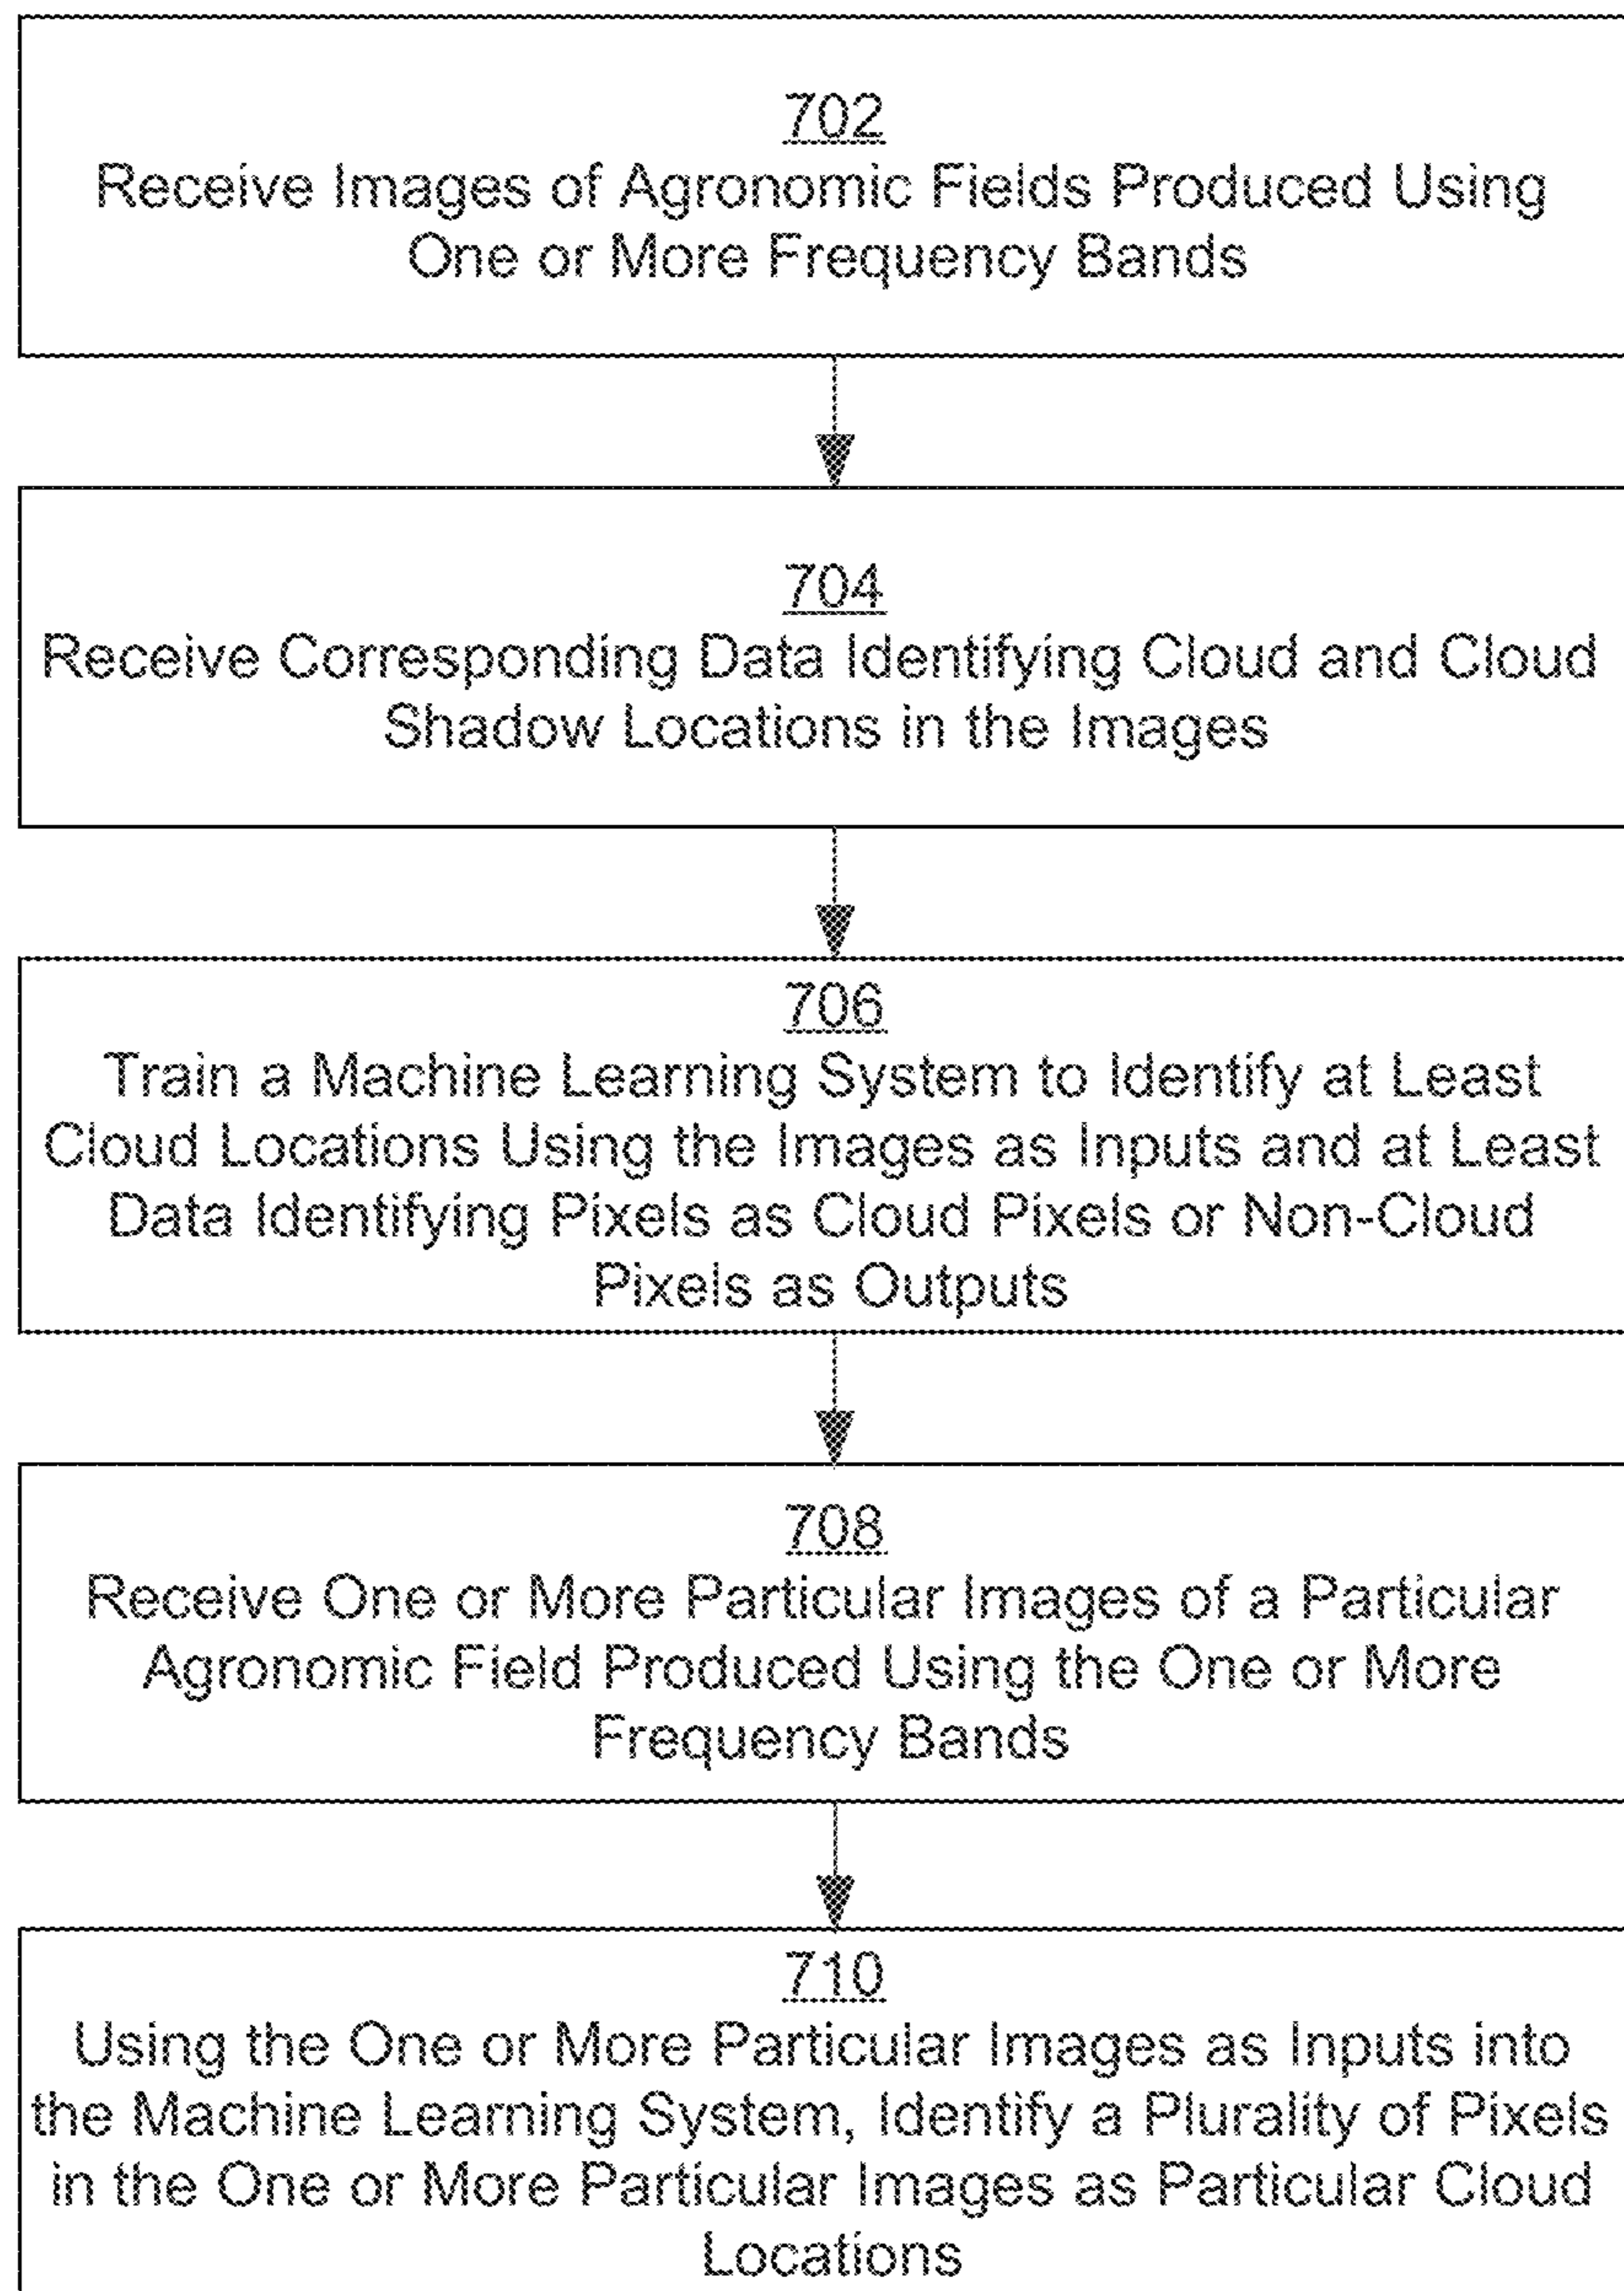 702
Receive Images of Agronomic Fields Produced Using
One or More Frequency Bands
704
Receive Corresponding Data Identifying Cloud and Cloud
Shadow Locations in the Images
706
Train a Machine Learning System to Identify at Least
Cloud Locations Using the Images as Inputs and at Least
Data Identifying Pixels as Cloud Pixels or Non-Cloud
Pixels as Outputs
708
Receive One or More Particular Images of a Particular
Agronomic Field Produced Using the One or More
Frequency Bands
710
Using the One or More Particular Images as Inputs into
the Machine Learning System, Identify a Plurality of Pixels
in the One or More Particular Images as Particular Cloud
Locations